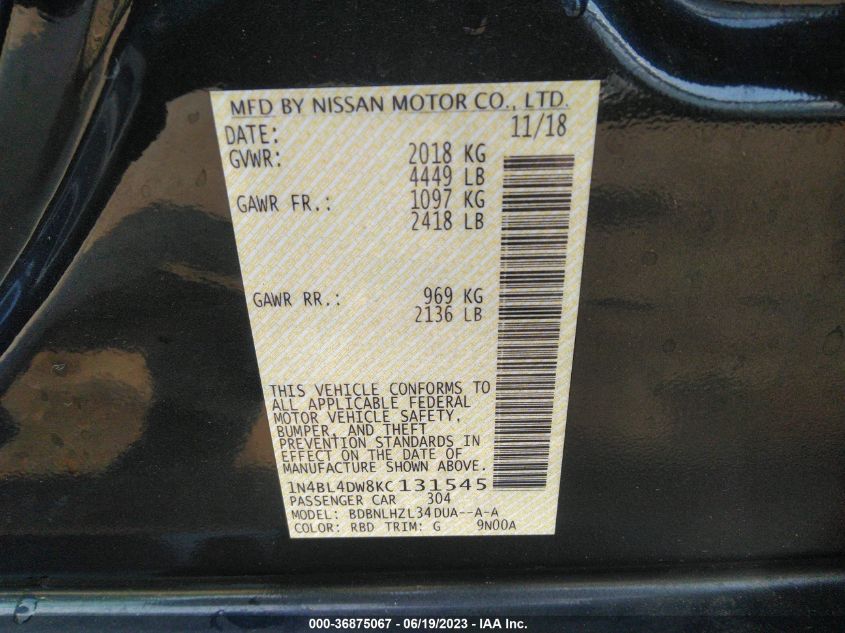 MFD BY NISSAN MOTOR CO., LTD.
DATE: 11/18
GVWR: 2018 KG
4449 LB
GAWR FR.: 1097 KG
2418 LB
GAWR RR.: 969 KG
2136 LB
THIS VEHICLE CONFORMS TO
ALL APPLICABLE FEDERAL
MOTOR VEHICLE SAFETY,
BUMPER, AND THEFT
PREVENTION STANDARDS IN
EFFECT ON THE DATE OF
MANUFACTURE SHOWN ABOVE.
1N4BL4DW8KC131545
PASSENGER CAR 304
MODEL: BDBNLHZL34DUA--A-A
COLOR: RBD TRIM: G 9N00A
000-36875067 - 06/19/2023 - IAA Inc.